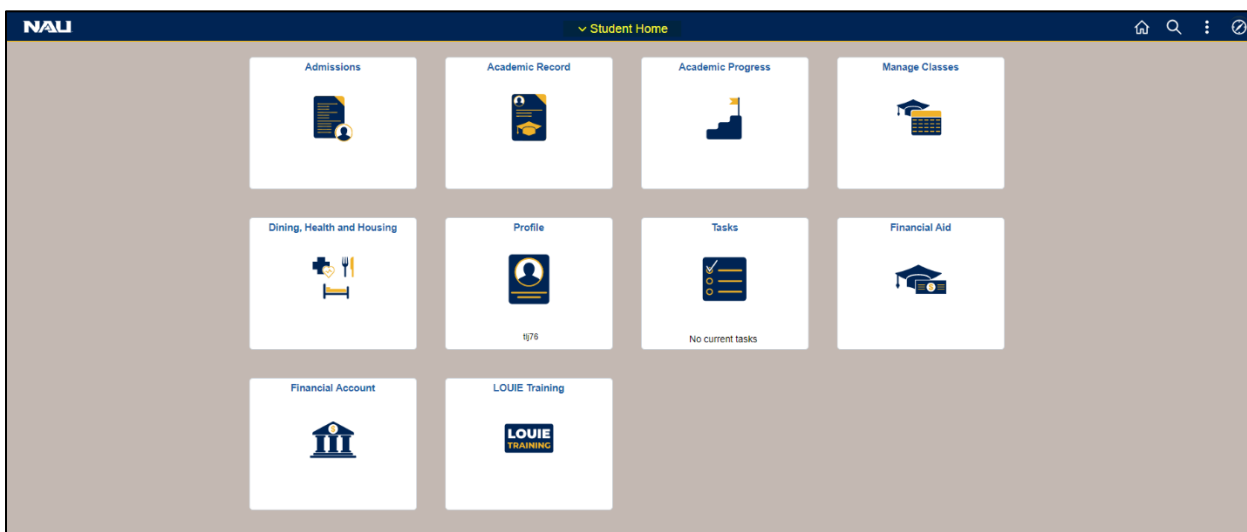 NAU
Student Home
Admissions
Academic Record
Academic Progress
Manage Classes
Dining, Health and Housing
Profile
Tasks
Financial Aid
tlj76
No current tasks
Financial Account
LOUIE Training
LOUIE
TRAINING